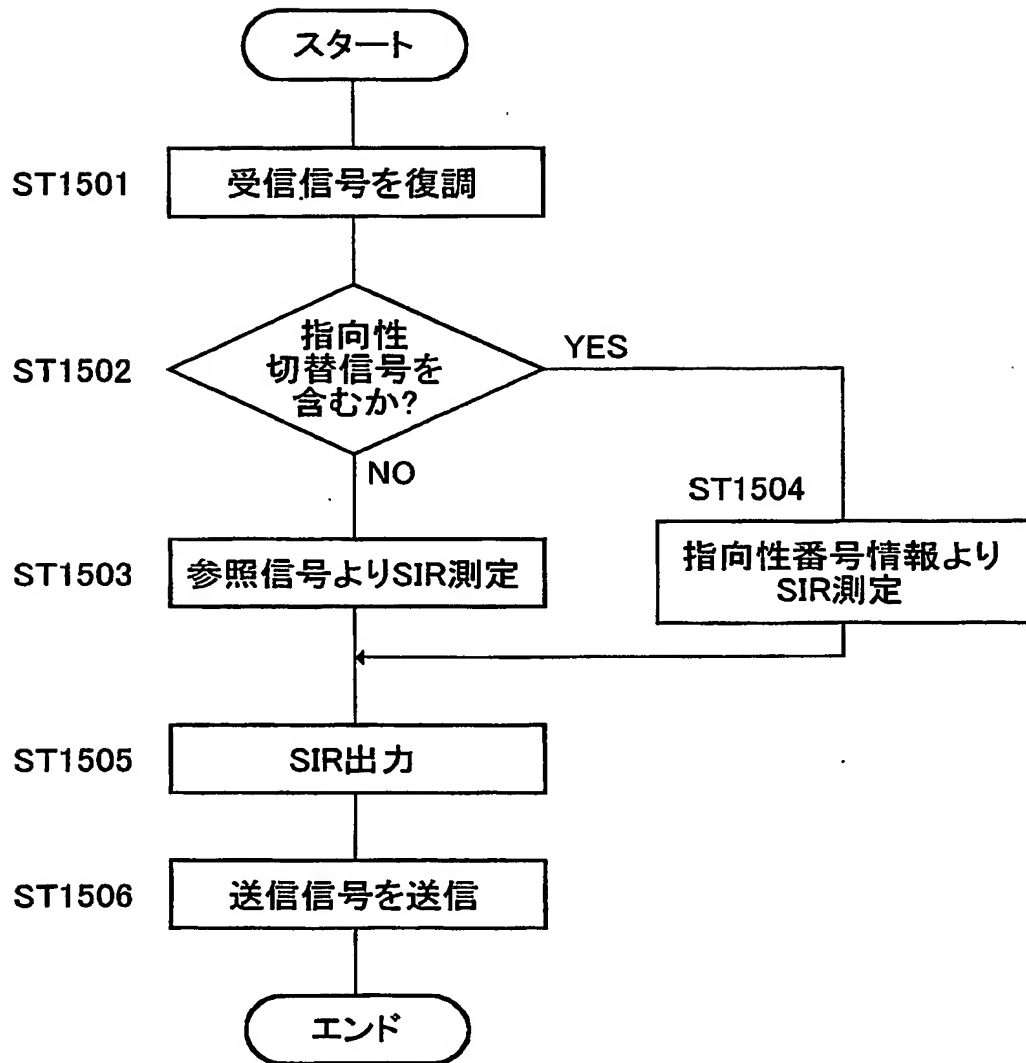 スタート
ST1501
受信信号を復調
ST1502
指向性
切替信号を
含むか?
YES
NO
ST1504
ST1503
参照信号よりSIR測定
指向性番号情報より
SIR測定
ST1505
SIR出力
ST1506
送信信号を送信
エンド